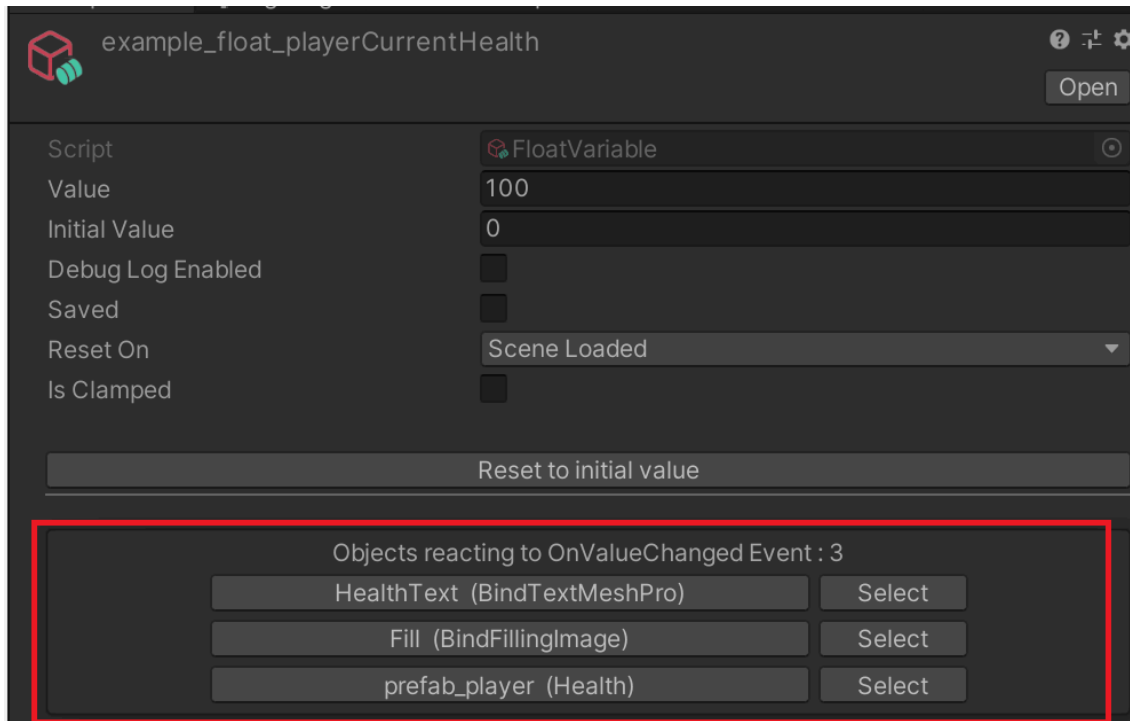 example_float_playerCurrentHealth
Open
Script FloatVariable
Value 100
Initial Value 0
Debug Log Enabled
Saved
Reset On Scene Loaded
Is Clamped
Reset to initial value
Objects reacting to OnValueChanged Event : 3
HealthText (BindTextMeshPro) Select
Fill (BindFillingImage) Select
prefab_player (Health) Select